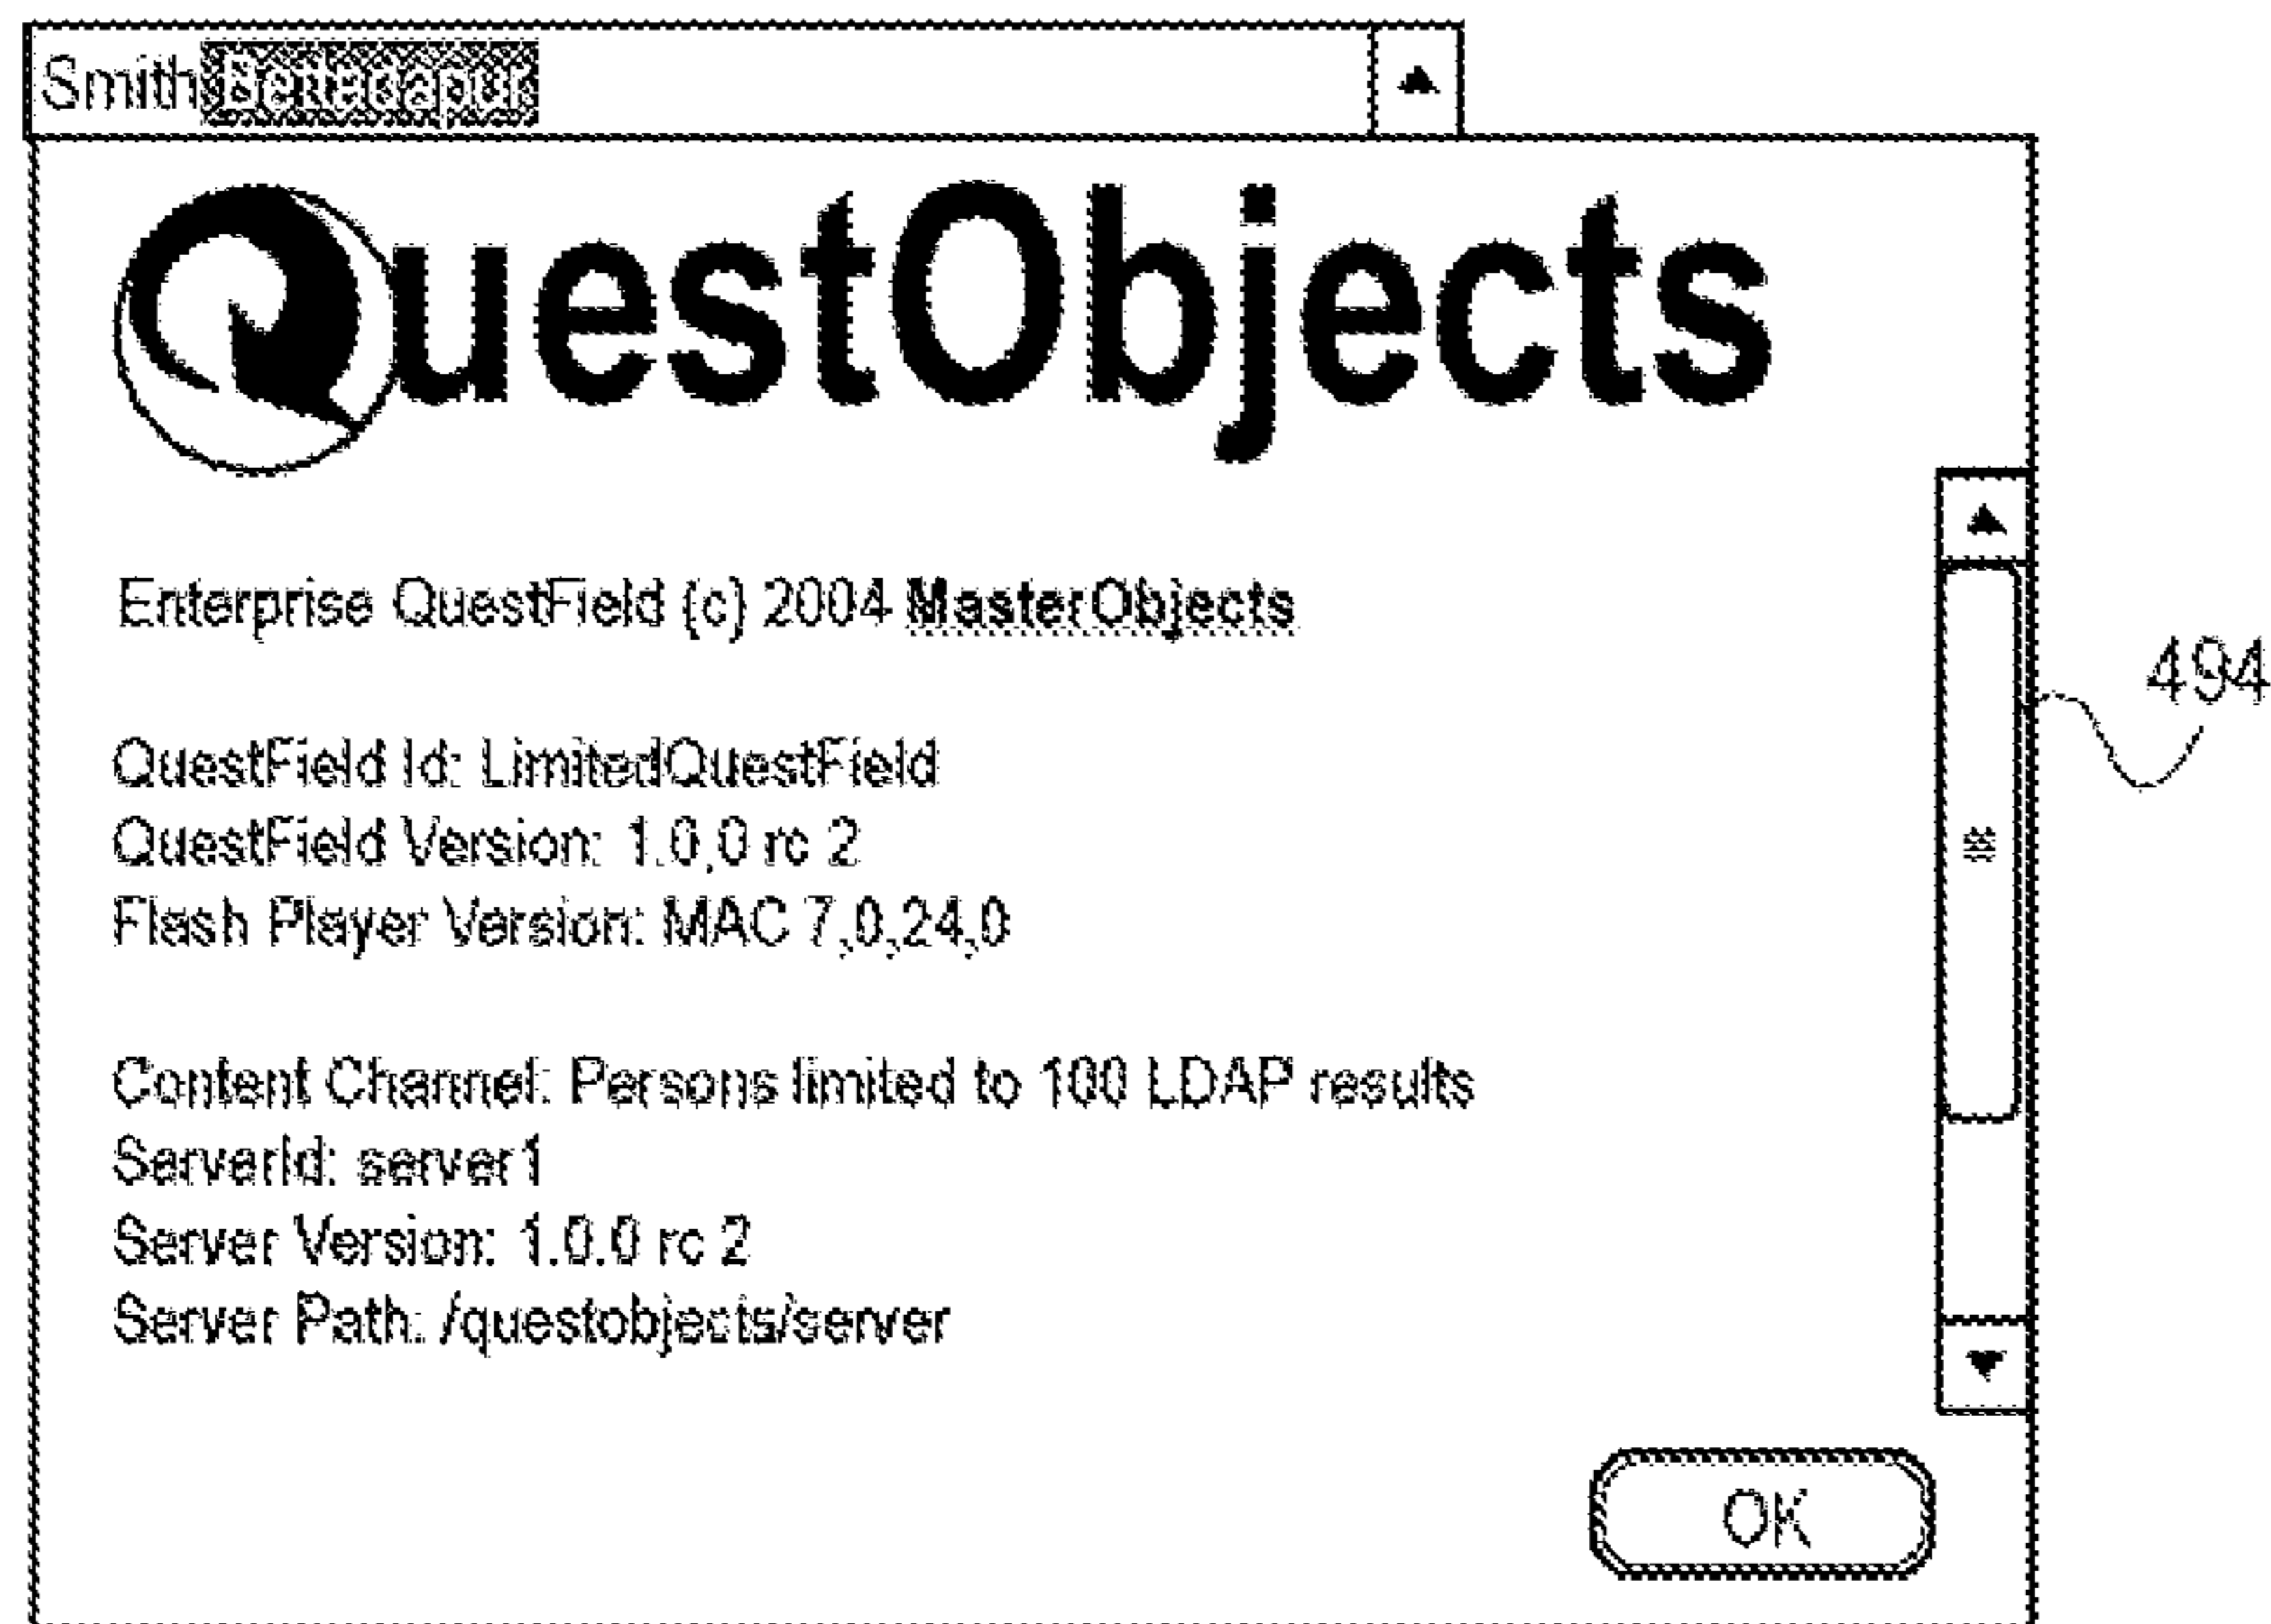 Smith
QuestObjects
Enterprise QuestField (c) 2004 MasterObjects
494
QuestField Id: LimitedQuestField
QuestField Version: 1.0.0 rc 2
Flash Player Version: MAC 7,0,24,0
Content Channel: Persons limited to 100 LDAP results
ServerId: server1
Server Version: 1.0.0 rc 2
Server Path: /questobjects/server
OK